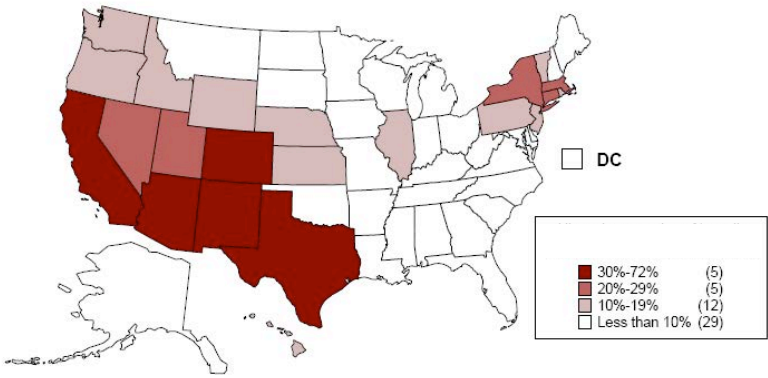 DC
30%-72% (5)
20%-29% (5)
10%-19% (12)
Less than 10% (29)